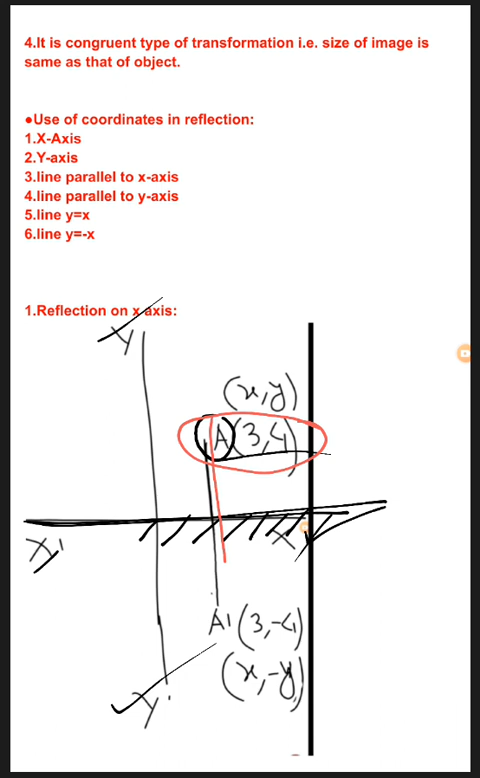 4.It is congruent type of transformation i.e. size of image is
same as that of object.
●Use of coordinates in reflection:
1.X-Axis
2.Y-axis
3.line parallel to x-axis
4.line parallel to y-axis
5.line y=x
6.line y=-x
1.Reflection on x axis:
y
(x,y)
A(3,4)
X'
X
A'(3,-4)
(x,-y)
y'